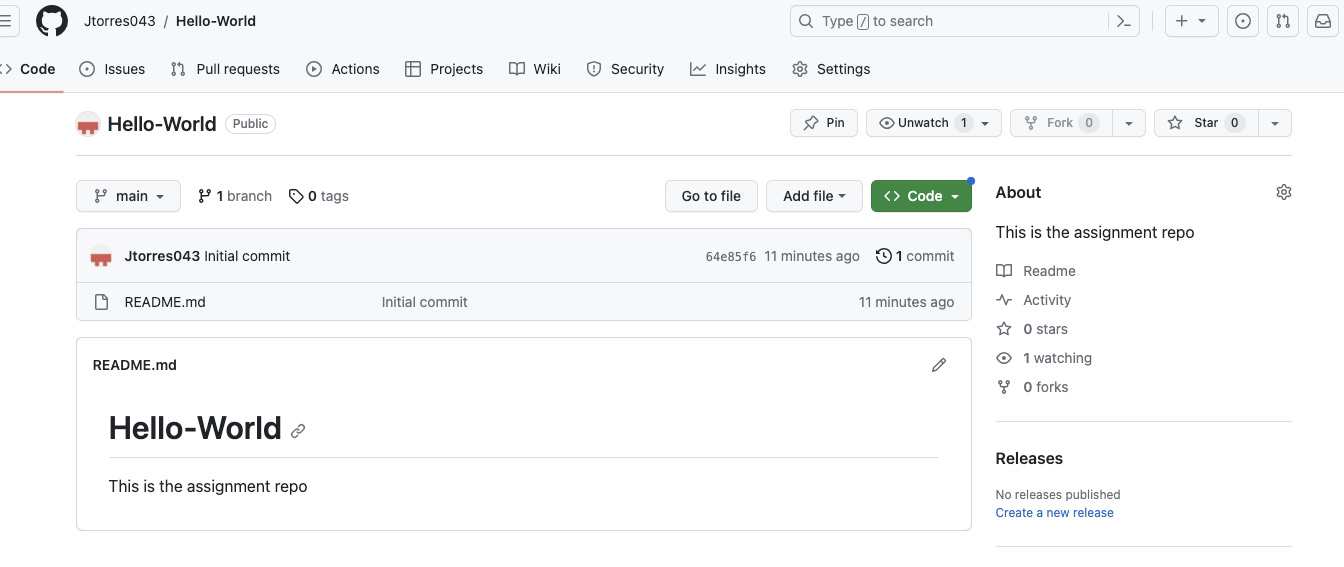 Jtorres043 / Hello-World
Type / to search
Code Issues Pull requests Actions Projects Wiki Security Insights Settings
Hello-World Public
Pin Unwatch 1 Fork 0 Star 0
main 1 branch 0 tags
Go to file Add file Code
Jtorres043 Initial commit 64e85f6 11 minutes ago 1 commit
README.md Initial commit 11 minutes ago
README.md
Hello-World
This is the assignment repo
About
This is the assignment repo
Readme
Activity
0 stars
1 watching
0 forks
Releases
No releases published
Create a new release